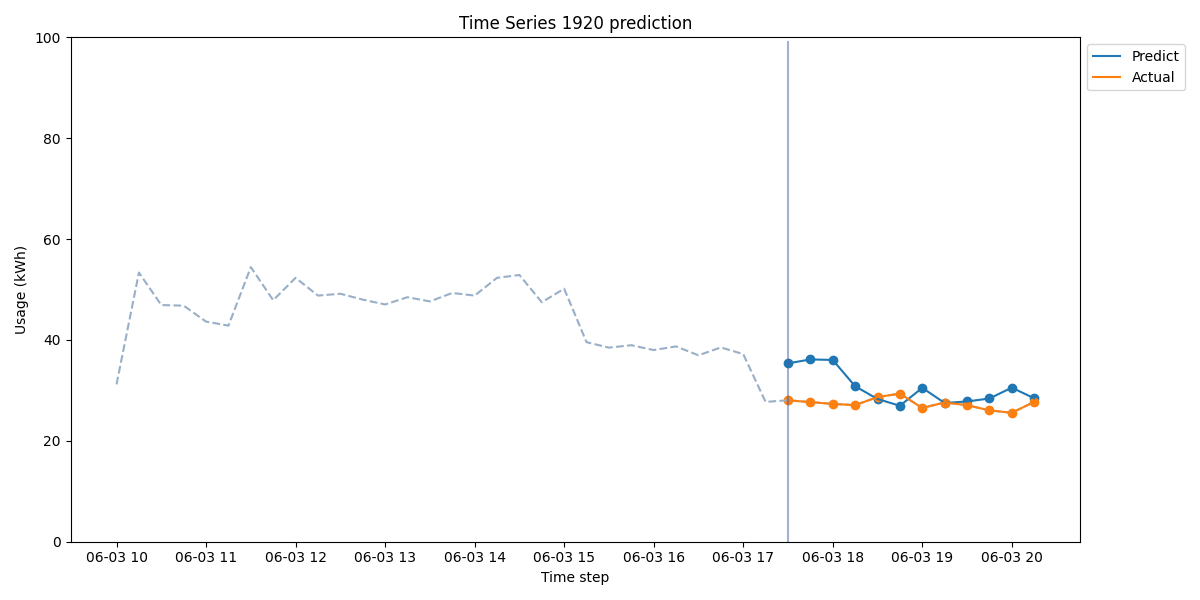 Time Series 1920 prediction
Predict
Actual
Usage (kWh)
100
80
60
40
20
0
06-03 10 06-03 11 06-03 12 06-03 13 06-03 14 06-03 15 06-03 16 06-03 17 06-03 18 06-03 19 06-03 20
Time step